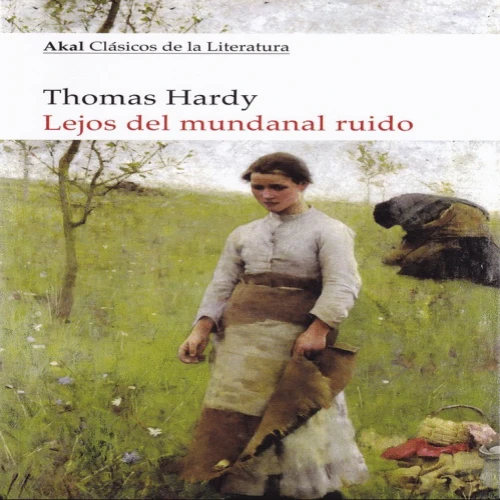 Akal Clásicos de la Literatura
Thomas Hardy
Lejos del mundanal ruido